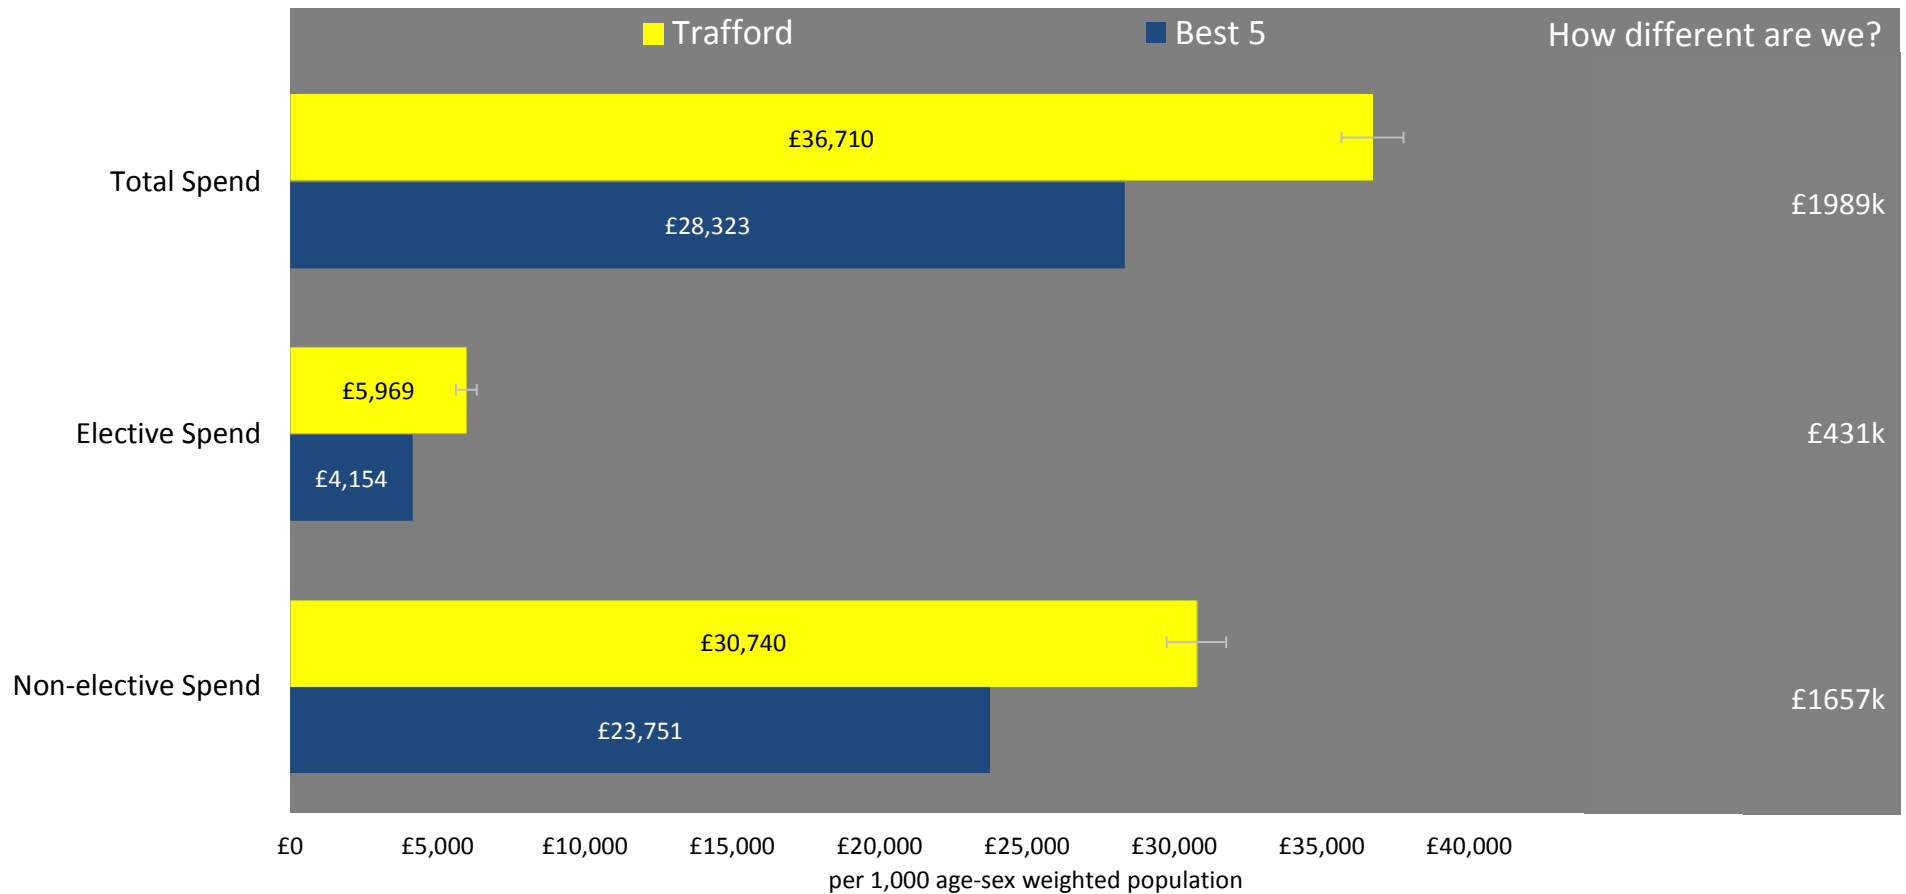 Trafford
Best 5
How different are we?
Total Spend
£36,710
£28,323
£1989k
Elective Spend
£5,969
£4,154
£431k
Non-elective Spend
£30,740
£23,751
£1657k
£0 £5,000 £10,000 £15,000 £20,000 £25,000 £30,000 £35,000 £40,000
per 1,000 age-sex weighted population